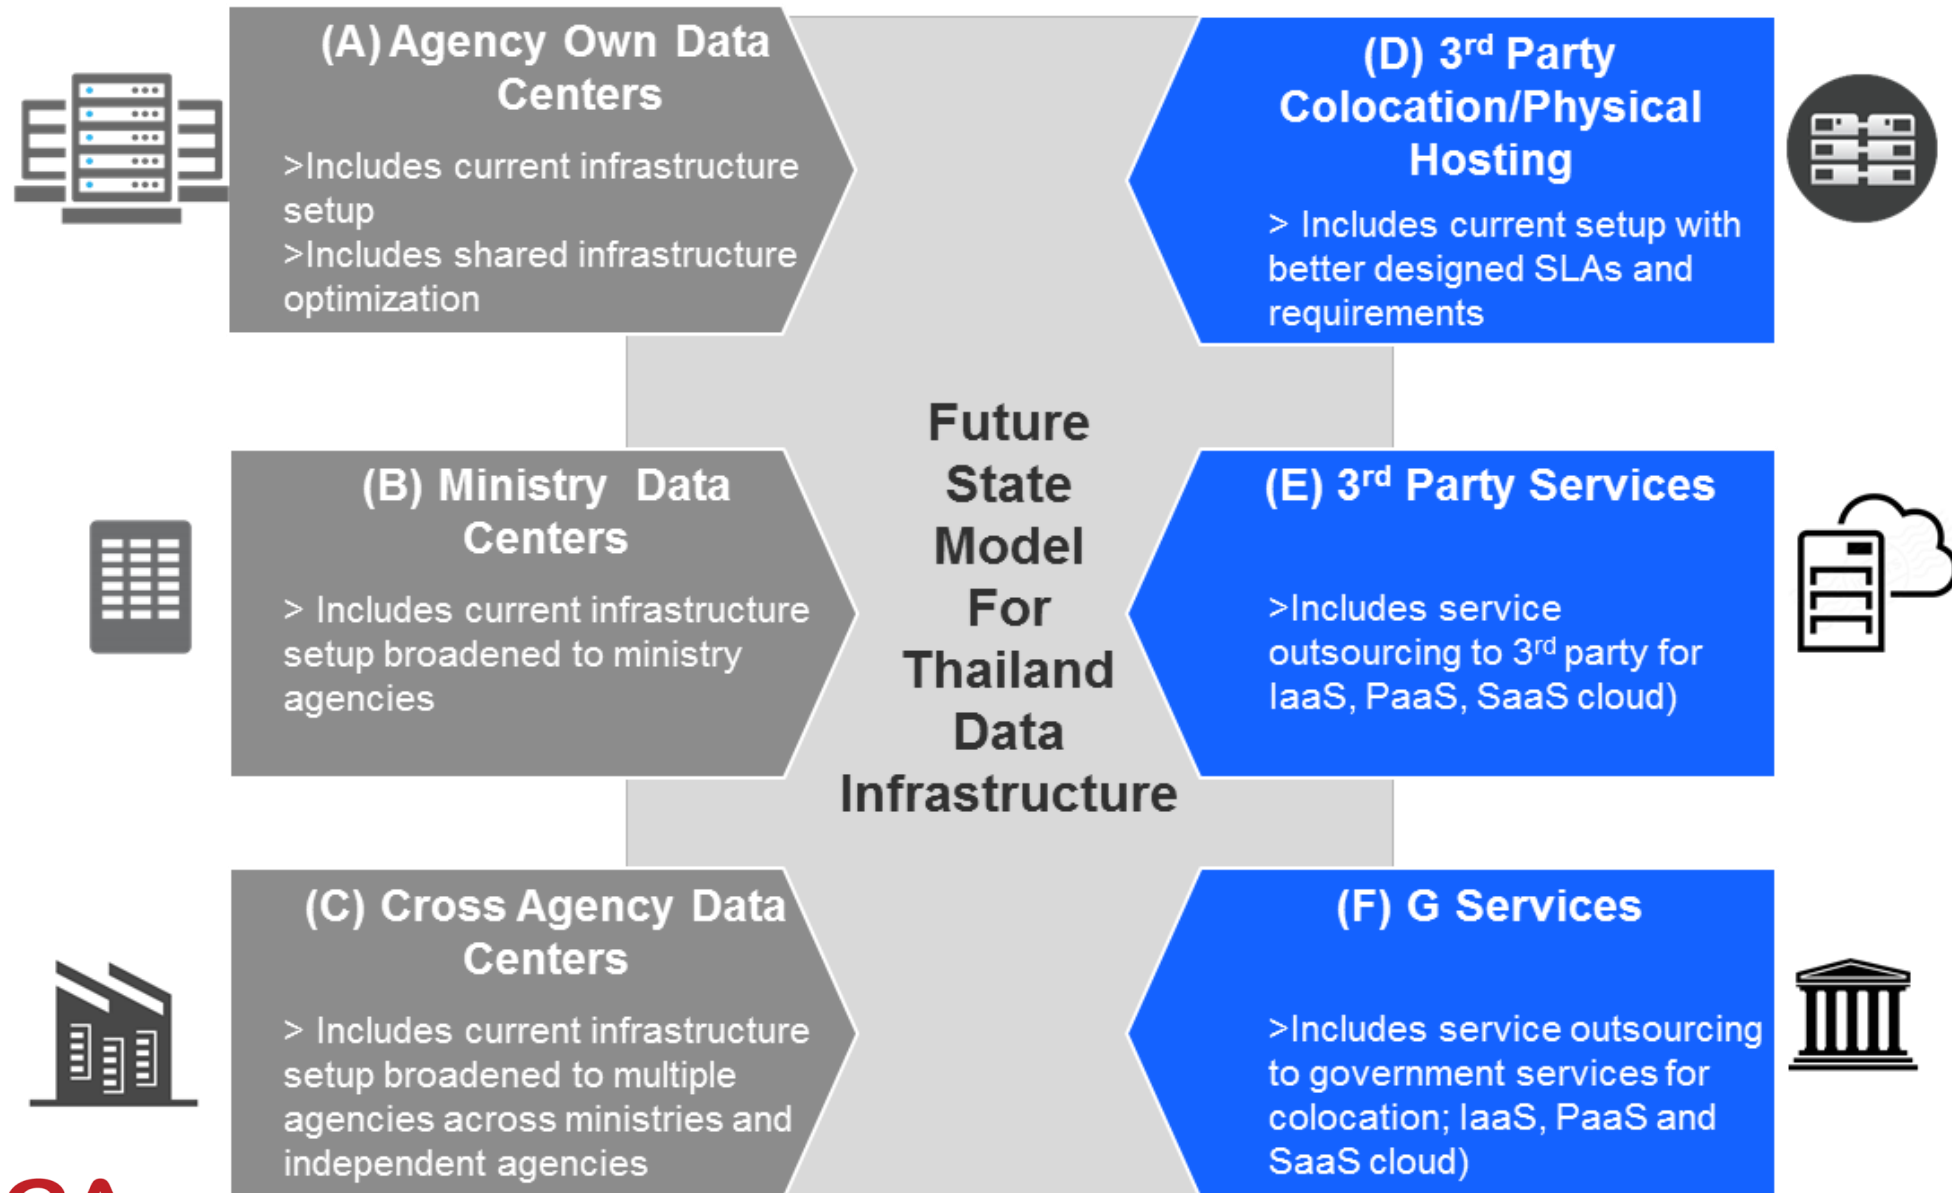 (A) Agency Own Data
Centers
>Includes current infrastructure
setup
>Includes shared infrastructure
optimization
(B) Ministry Data
Centers
> Includes current infrastructure
setup broadened to ministry
agencies
(C) Cross Agency Data
Centers
> Includes current infrastructure
setup broadened to multiple
agencies across ministries and
independent agencies
Future
State
Model
For
Thailand
Data
Infrastructure
(D) 3rd Party
Colocation/Physical
Hosting
> Includes current setup with
better designed SLAs and
requirements
(E) 3rd Party Services
>Includes service
outsourcing to 3rd party for
IaaS, PaaS, SaaS cloud)
(F) G Services
>Includes service outsourcing
to government services for
colocation; IaaS, PaaS and
SaaS cloud)